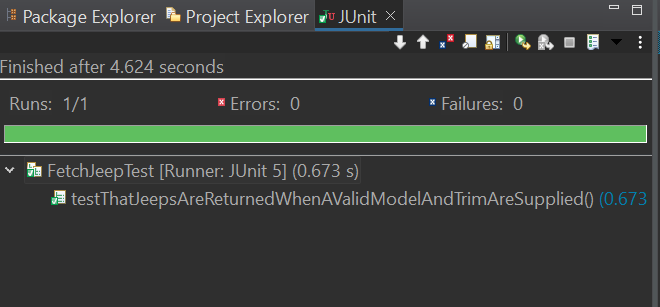 Package Explorer Project Explorer JUnit
Finished after 4.624 seconds
Runs: 1/1 Errors: 0 Failures: 0
FetchJeepTest [Runner: JUnit 5] (0.673 s)
testThatJeepsAreReturnedWhenAValidModelAndTrimAreSupplied() (0.673